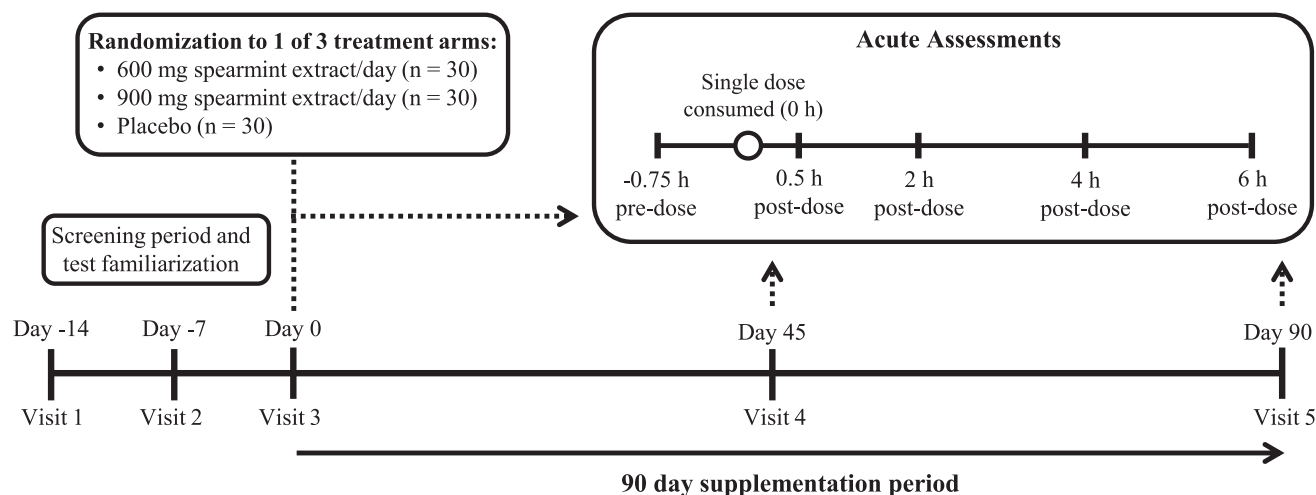 Randomization to 1 of 3 treatment arms:
• 600 mg spearmint extract/day (n = 30)
• 900 mg spearmint extract/day (n = 30)
• Placebo (n = 30)
Acute Assessments
Single dose
consumed (0 h)
-0.75 h
pre-dose
0.5 h
post-dose
2 h
post-dose
4 h
post-dose
6 h
post-dose
Screening period and
test familiarization
Day -14
Day -7
Day 0
Day 45
Day 90
Visit 1
Visit 2
Visit 3
Visit 4
Visit 5
90 day supplementation period